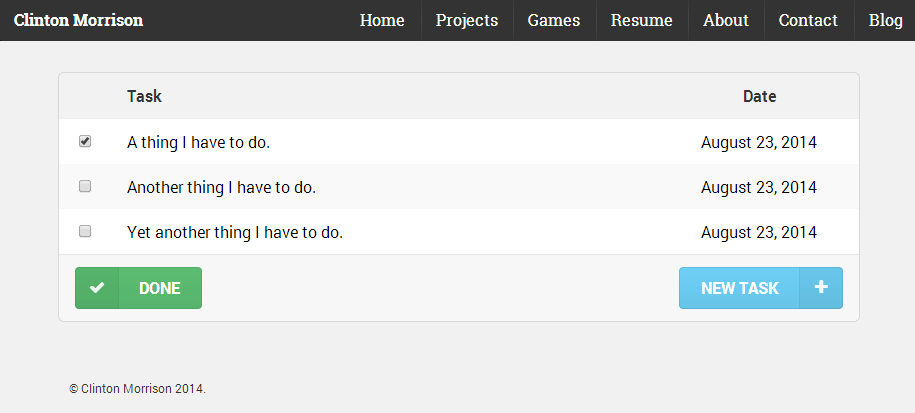 Clinton Morrison Home Projects Games Resume About Contact Blog
Task Date
A thing I have to do. August 23, 2014
Another thing I have to do. August 23, 2014
Yet another thing I have to do. August 23, 2014
DONE NEW TASK
© Clinton Morrison 2014.